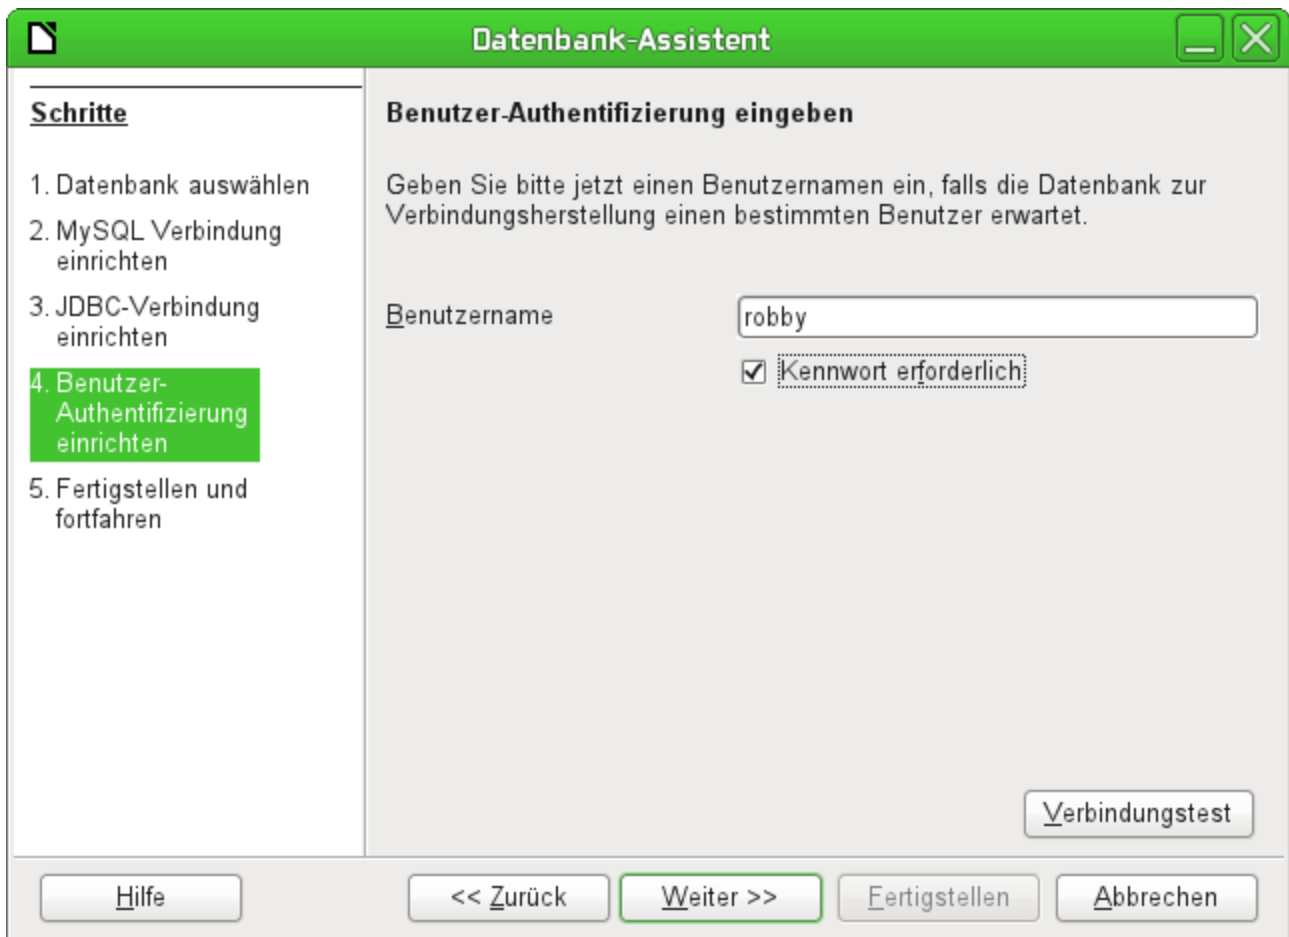 Datenbank-Assistent
Schritte
1. Datenbank auswählen
2. MySQL Verbindung
einrichten
3. JDBC-Verbindung
einrichten
4. Benutzer-
Authentifizierung
einrichten
5. Fertigstellen und
fortfahren
Benutzer-Authentifizierung eingeben
Geben Sie bitte jetzt einen Benutzernamen ein, falls die Datenbank zur
Verbindungsherstellung einen bestimmten Benutzer erwartet.
Benutzername
robby
Kennwort erforderlich
Verbindungstest
Hilfe
<< Zurück
Weiter >>
Fertigstellen
Abbrechen